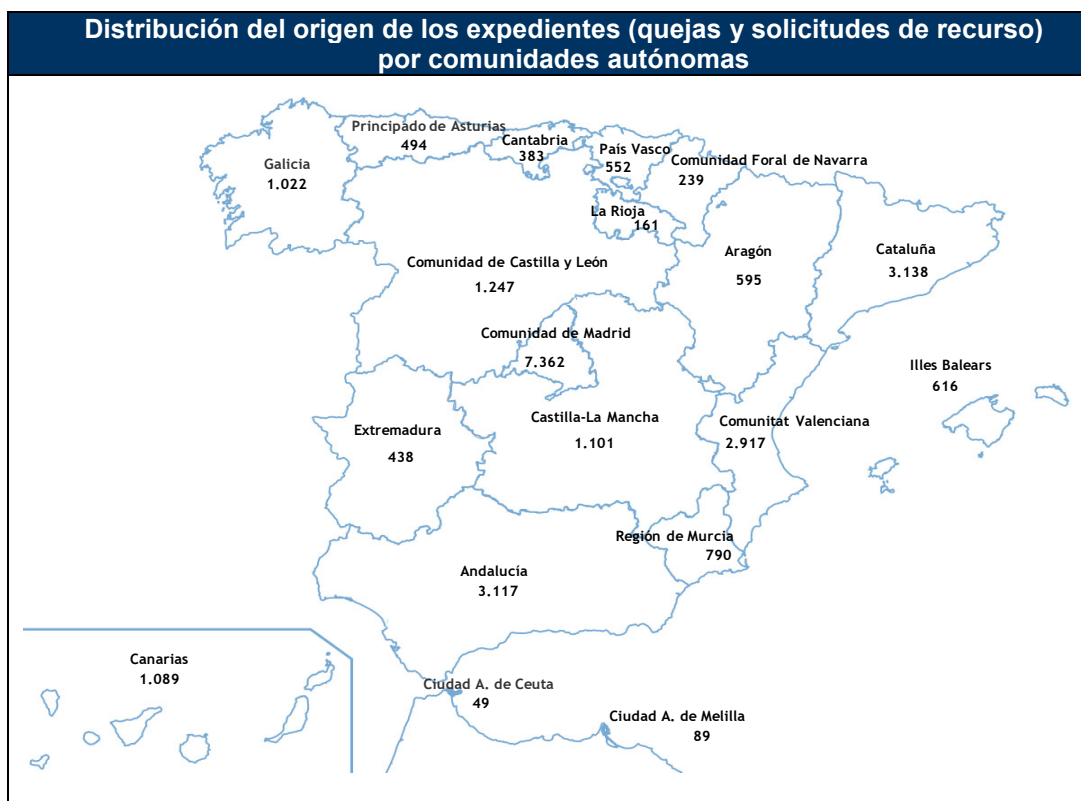 Distribución del origen de los expedientes (quejas y solicitudes de recurso)
por comunidades autónomas
Principado de Asturias
494
Cantabria
383
País Vasco
552
Comunidad Foral de Navarra
239
Galicia
1.022
La Rioja
161
Aragón
595
Cataluña
3.138
Comunidad de Castilla y León
1.247
Comunidad de Madrid
7.362
Illes Balears
616
Extremadura
438
Castilla-La Mancha
1.101
Comunitat Valenciana
2.917
Región de Murcia
790
Andalucía
3.117
Canarias
1.089
Ciudad A. de Ceuta
49
Ciudad A. de Melilla
89